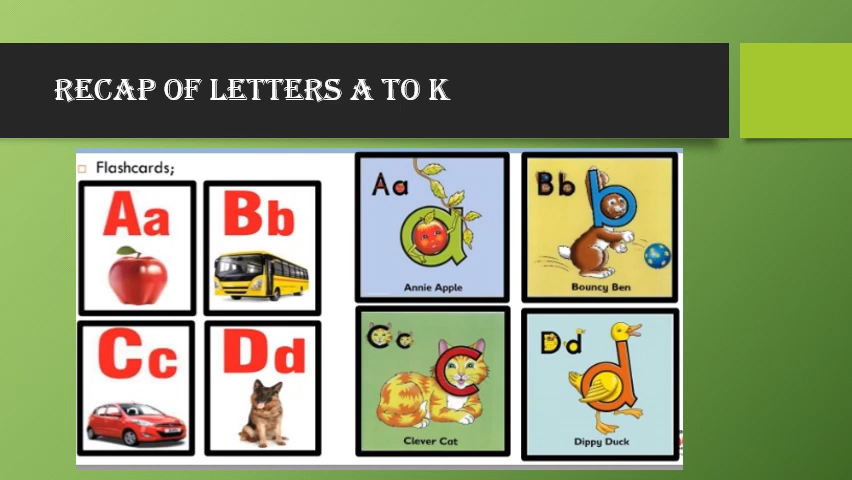 RECAP OF LETTERS A TO K
Flashcards;
Aa
Bb
Cc
Dd
Aa
Annie Apple
Bb
b
Bouncy Ben
Cc
c
Clever Cat
Dd
d
Dippy Duck